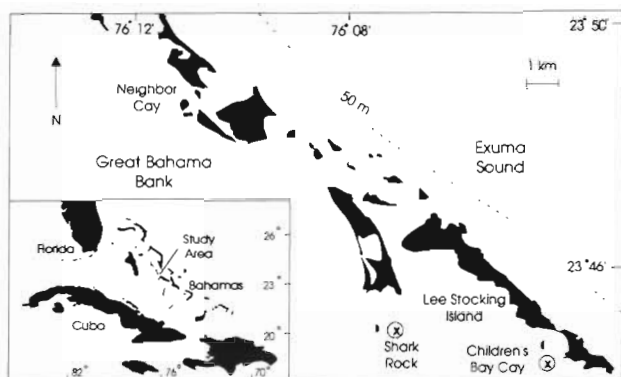 76° 12'
76° 08'
23° 50'
1 km
Neighbor
Cay
N
50 m
Exuma
Sound
Great Bahama
Bank
Study
Area
26°
Florida
23° 46'
23°
Bahamas
Lee Stocking
Island
Cuba
20°
x
Shark
Rock
Children's
Bay Cay
x
82°
76°
70°